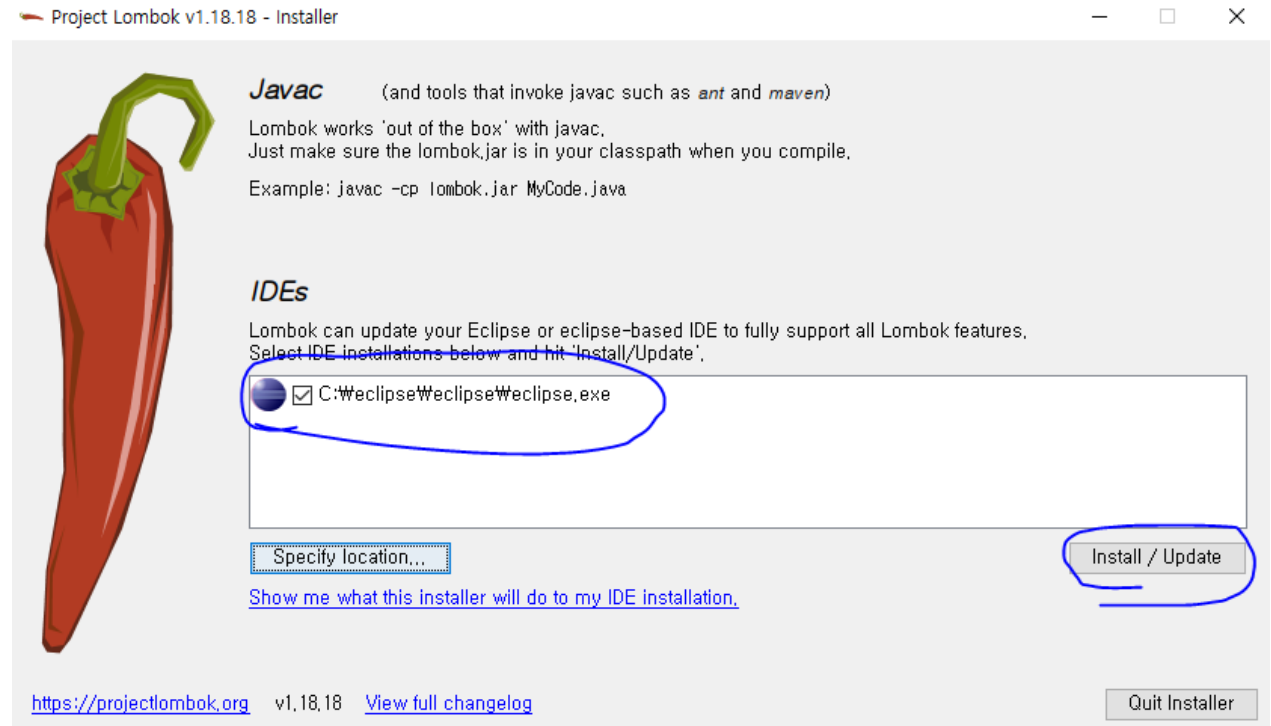 Project Lombok v1.18.18 - Installer
Javac (and tools that invoke javac such as ant and maven)
Lombok works 'out of the box' with javac.
Just make sure the lombok.jar is in your classpath when you compile.
Example: javac -cp lombok.jar MyCode.java
IDEs
Lombok can update your Eclipse or eclipse-based IDE to fully support all Lombok features.
Select IDE installations below and hit 'Install/Update'.
C:₩eclipse₩eclipse₩eclipse.exe
Specify location...
Install / Update
Show me what this installer will do to my IDE installation.
https://projectlombok.org v1.18.18 View full changelog
Quit Installer